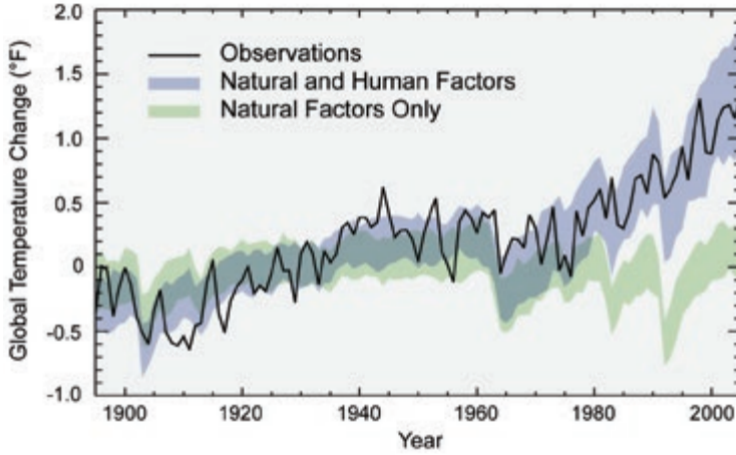 2.0
1.5
1.0
0.5
0
-0.5
-1.0
Global Temperature Change (°F)
Observations
Natural and Human Factors
Natural Factors Only
1900 1920 1940 1960 1980 2000
Year